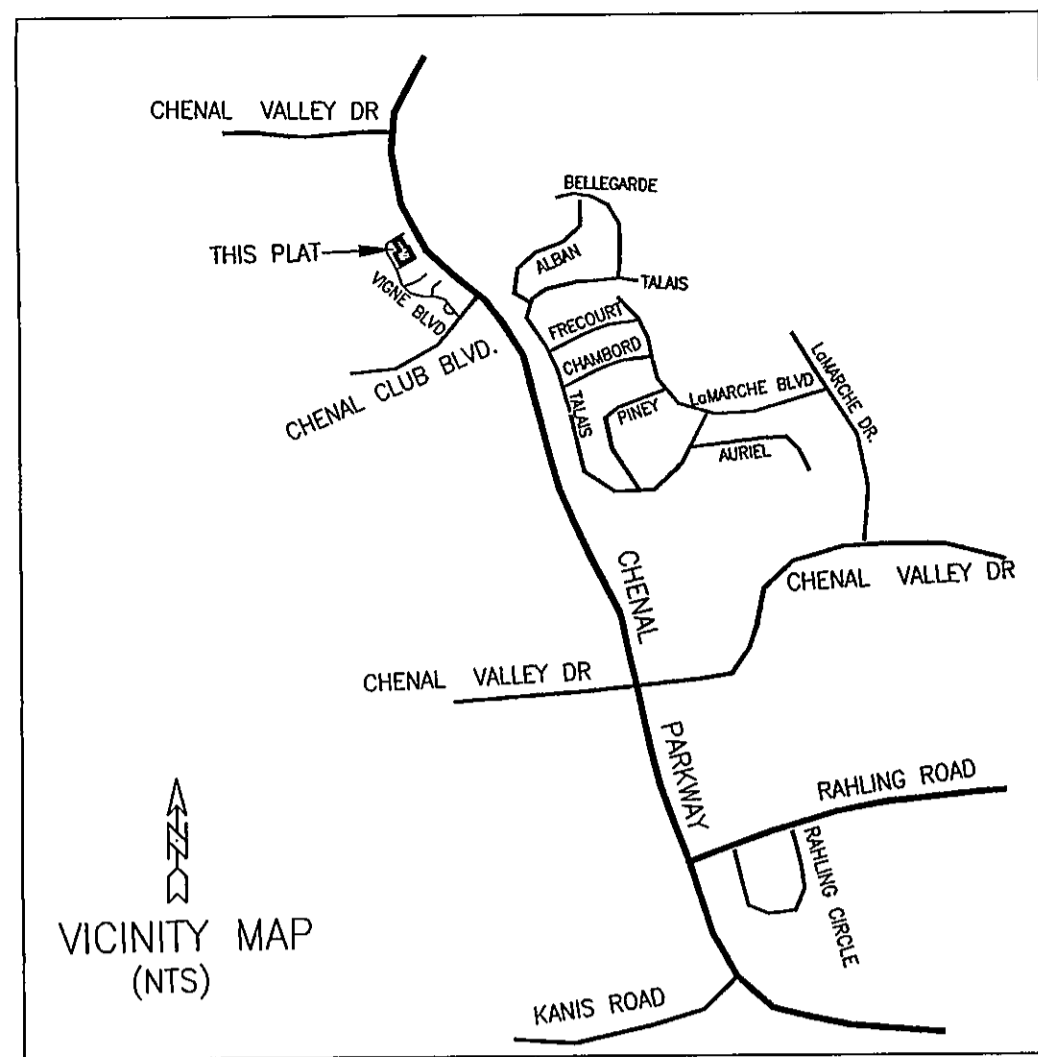 CHENAL VALLEY DR
BELLEGARDE
THIS PLAT
ALBAN
TALAIS
VIGNE BLVD
FRECOURT
CHAMBORD
CHENAL CLUB BLVD.
TALAIS
PINEY
LaMARCHE BLVD
LaMARCHE DR.
AURIEL
CHENAL
CHENAL VALLEY DR
CHENAL VALLEY DR
PARKWAY
RAHLING ROAD
RAHLING CIRCLE
N
VICINITY MAP
(NTS)
KANIS ROAD